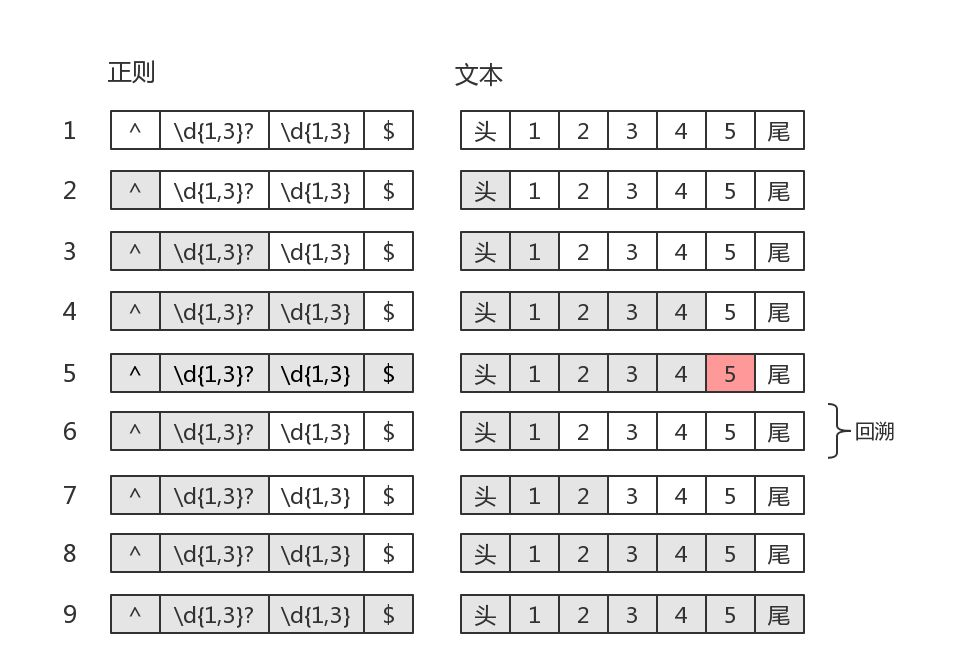 正则 文本
1 ^ \d{1,3}? \d{1,3} $ 头 1 2 3 4 5 尾
2 ^ \d{1,3}? \d{1,3} $ 头 1 2 3 4 5 尾
3 ^ \d{1,3}? \d{1,3} $ 头 1 2 3 4 5 尾
4 ^ \d{1,3}? \d{1,3} $ 头 1 2 3 4 5 尾
5 ^ \d{1,3}? \d{1,3} $ 头 1 2 3 4 5 尾
6 ^ \d{1,3}? \d{1,3} $ 头 1 2 3 4 5 尾 回溯
7 ^ \d{1,3}? \d{1,3} $ 头 1 2 3 4 5 尾
8 ^ \d{1,3}? \d{1,3} $ 头 1 2 3 4 5 尾
9 ^ \d{1,3}? \d{1,3} $ 头 1 2 3 4 5 尾